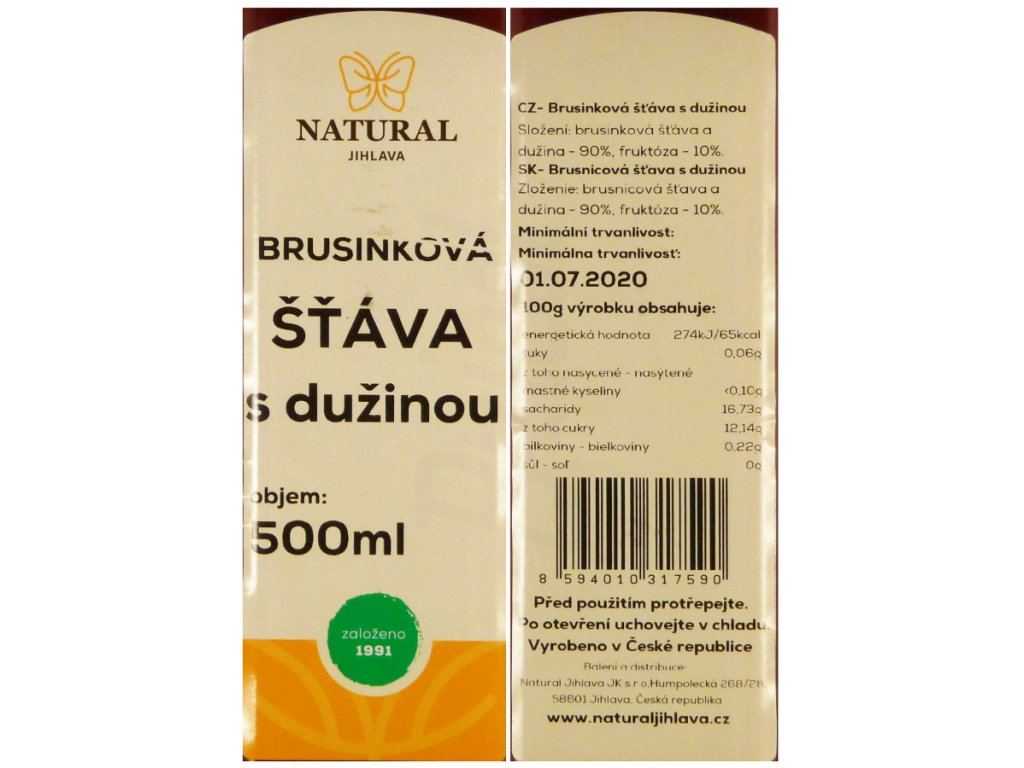 NATURAL
JIHLAVA
BRUSINKOVÁ
ŠŤÁVA
s dužinou
objem:
500ml
založeno
1991
CZ- Brusinková šťáva s dužinou
Složení: brusinková šťáva a
dužina - 90%, fruktóza - 10%.
SK- Brusnicová šťava s dužinou
Zloženie: brusnicová šťava a
dužina - 90%, fruktóza - 10%.
Minimální trvanlivost:
Minimálna trvanlivosť:
01.07.2020
100g výrobku obsahuje:
energetická hodnota 274kJ/65kcal
tuky 0,06g
z toho nasycené - nasýtené
mastné kyseliny <0,10g
sacharidy 16,73g
z toho cukry 12,14g
bílkoviny - bielkoviny 0,22g
sůl - soľ 0g
8 594010 317590
Před použitím protřepejte.
Po otevření uchovejte v chladu.
Vyrobeno v České republice
Balení a distribuce:
Natural Jihlava JK s.r.o,Humpolecká 268/28
58601 Jihlava, Česká republika
www.naturaljihlava.cz